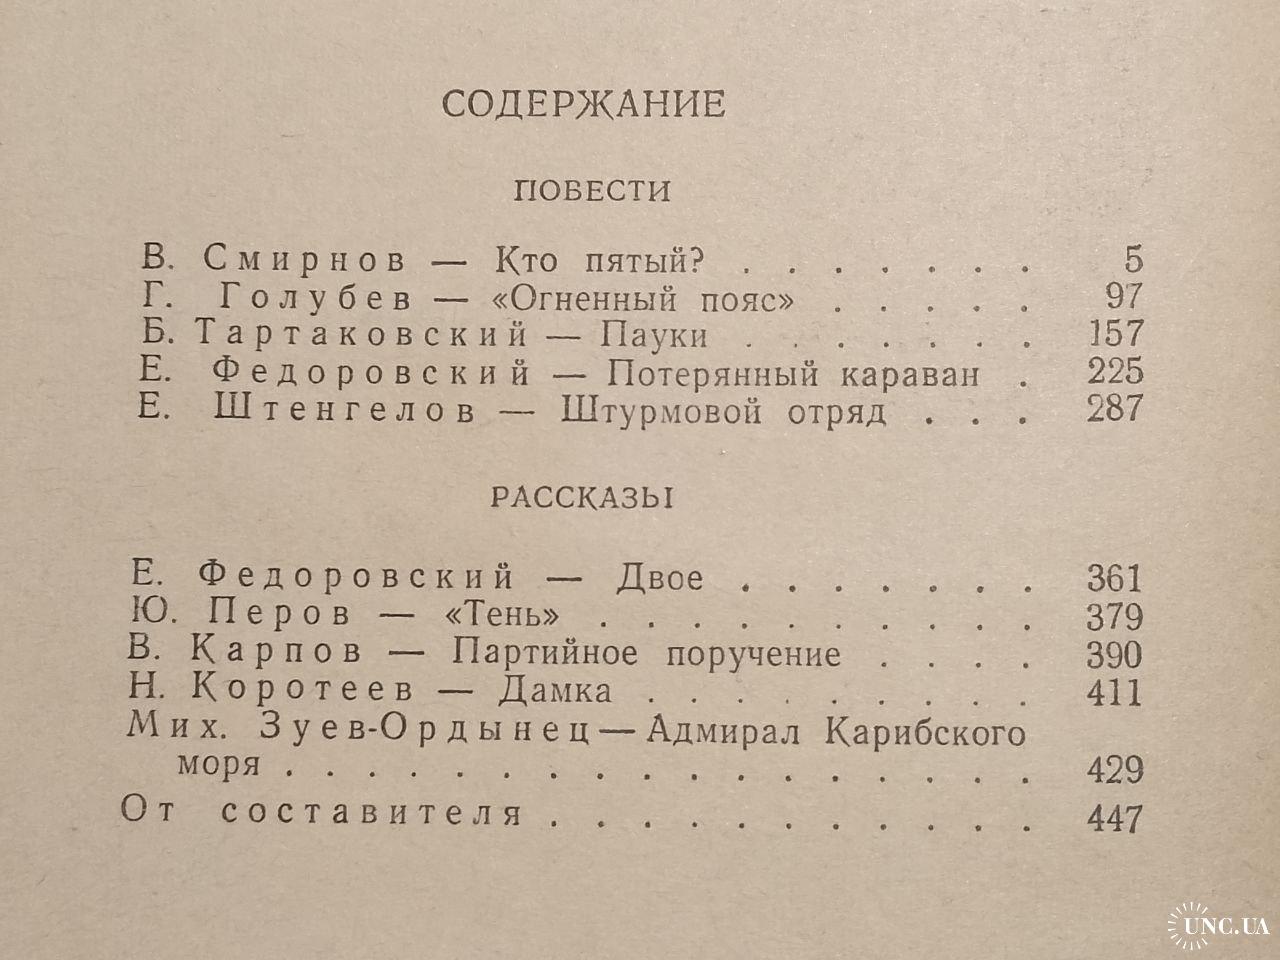 СОДЕРЖАНИЕ
ПОВЕСТИ
В. Смирнов — Кто пятый? . . . . . . . 5
Г. Голубев — «Огненный пояс» . . . . . 97
Б. Тартаковский — Пауки . . . . . . . 157
Е. Федоровский — Потерянный караван . 225
Е. Штенгелов — Штурмовой отряд . . . 287
РАССКАЗЫ
Е. Федоровский — Двое . . . . . . . 361
Ю. Перов — «Тень» . . . . . . . . . . 379
В. Карпов — Партийное поручение . . . . 390
Н. Коротеев — Дамка . . . . . . . . . 411
Мих. Зуев-Ордынец — Адмирал Карибского
моря . . . . . . . . . . . . . . . . . 429
От составителя . . . . . . . . . . . 447
UNC.UA